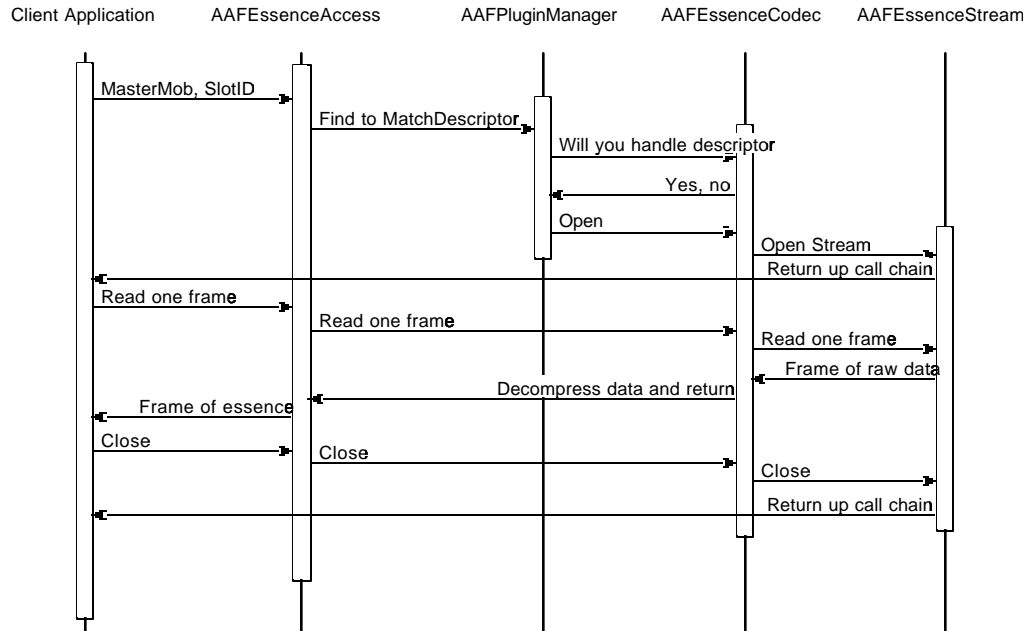 Client Application AAFEssenceAccess AAFPluginManager AAFEssenceCodec AAFEssenceStream
MasterMob, SlotID
Find to MatchDescriptor
Will you handle descriptor
Yes, no
Open
Open Stream
Return up call chain
Read one frame
Read one frame
Read one frame
Frame of raw data
Decompress data and return
Frame of essence
Close
Close
Close
Return up call chain